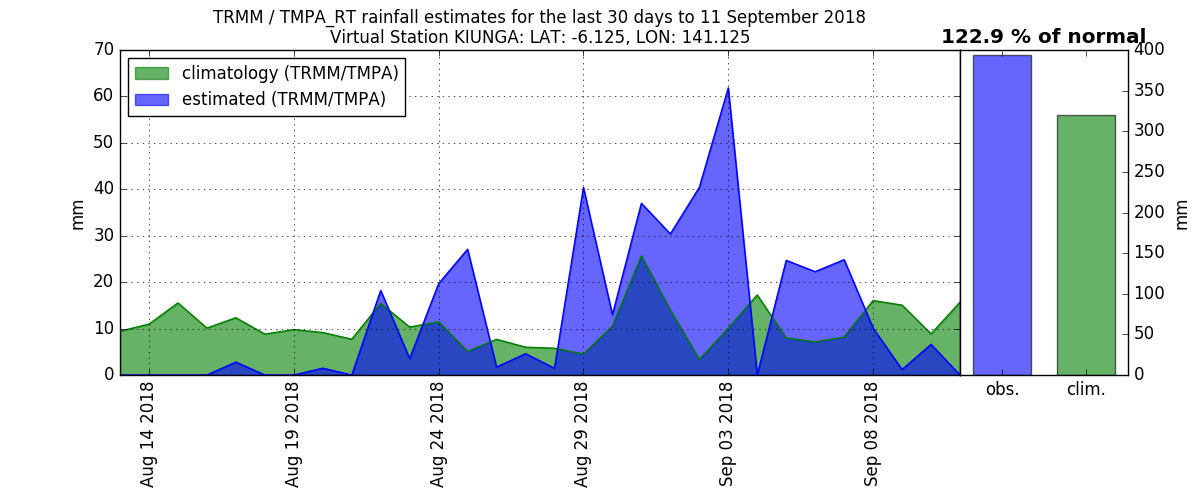 TRMM / TMPA_RT rainfall estimates for the last 30 days to 11 September 2018
Virtual Station KIUNGA: LAT: -6.125, LON: 141.125
122.9 % of normal
climatology (TRMM/TMPA)
estimated (TRMM/TMPA)
70
60
50
40
30
20
10
0
mm
Aug 14 2018
Aug 19 2018
Aug 24 2018
Aug 29 2018
Sep 03 2018
Sep 08 2018
obs.
clim.
400
350
300
250
200
150
100
50
0
mm